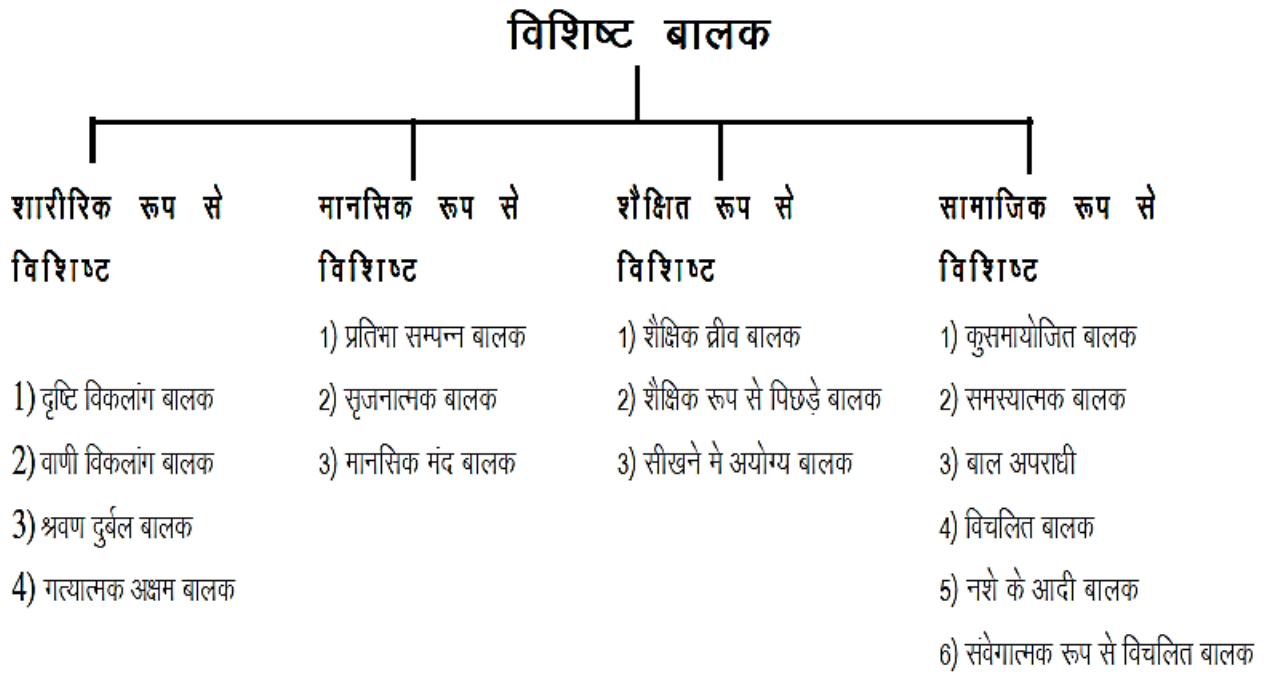 विशिष्ट बालक
शारीरिक रूप से
विशिष्ट
1) दृष्टि विकलांग बालक
2) वाणी विकलांग बालक
3) श्रवण दुर्बल बालक
4) गत्यात्मक अक्षम बालक
मानसिक रूप से
विशिष्ट
1) प्रतिभा सम्पन्न बालक
2) सृजनात्मक बालक
3) मानसिक मंद बालक
शैक्षित रूप से
विशिष्ट
1) शैक्षिक त्रीव बालक
2) शैक्षिक रूप से पिछड़े बालक
3) सीखने मे अयोग्य बालक
सामाजिक रूप से
विशिष्ट
1) कुसमायोजित बालक
2) समस्यात्मक बालक
3) बाल अपराधी
4) विचलित बालक
5) नशे के आदी बालक
6) संवेगात्मक रूप से विचलित बालक